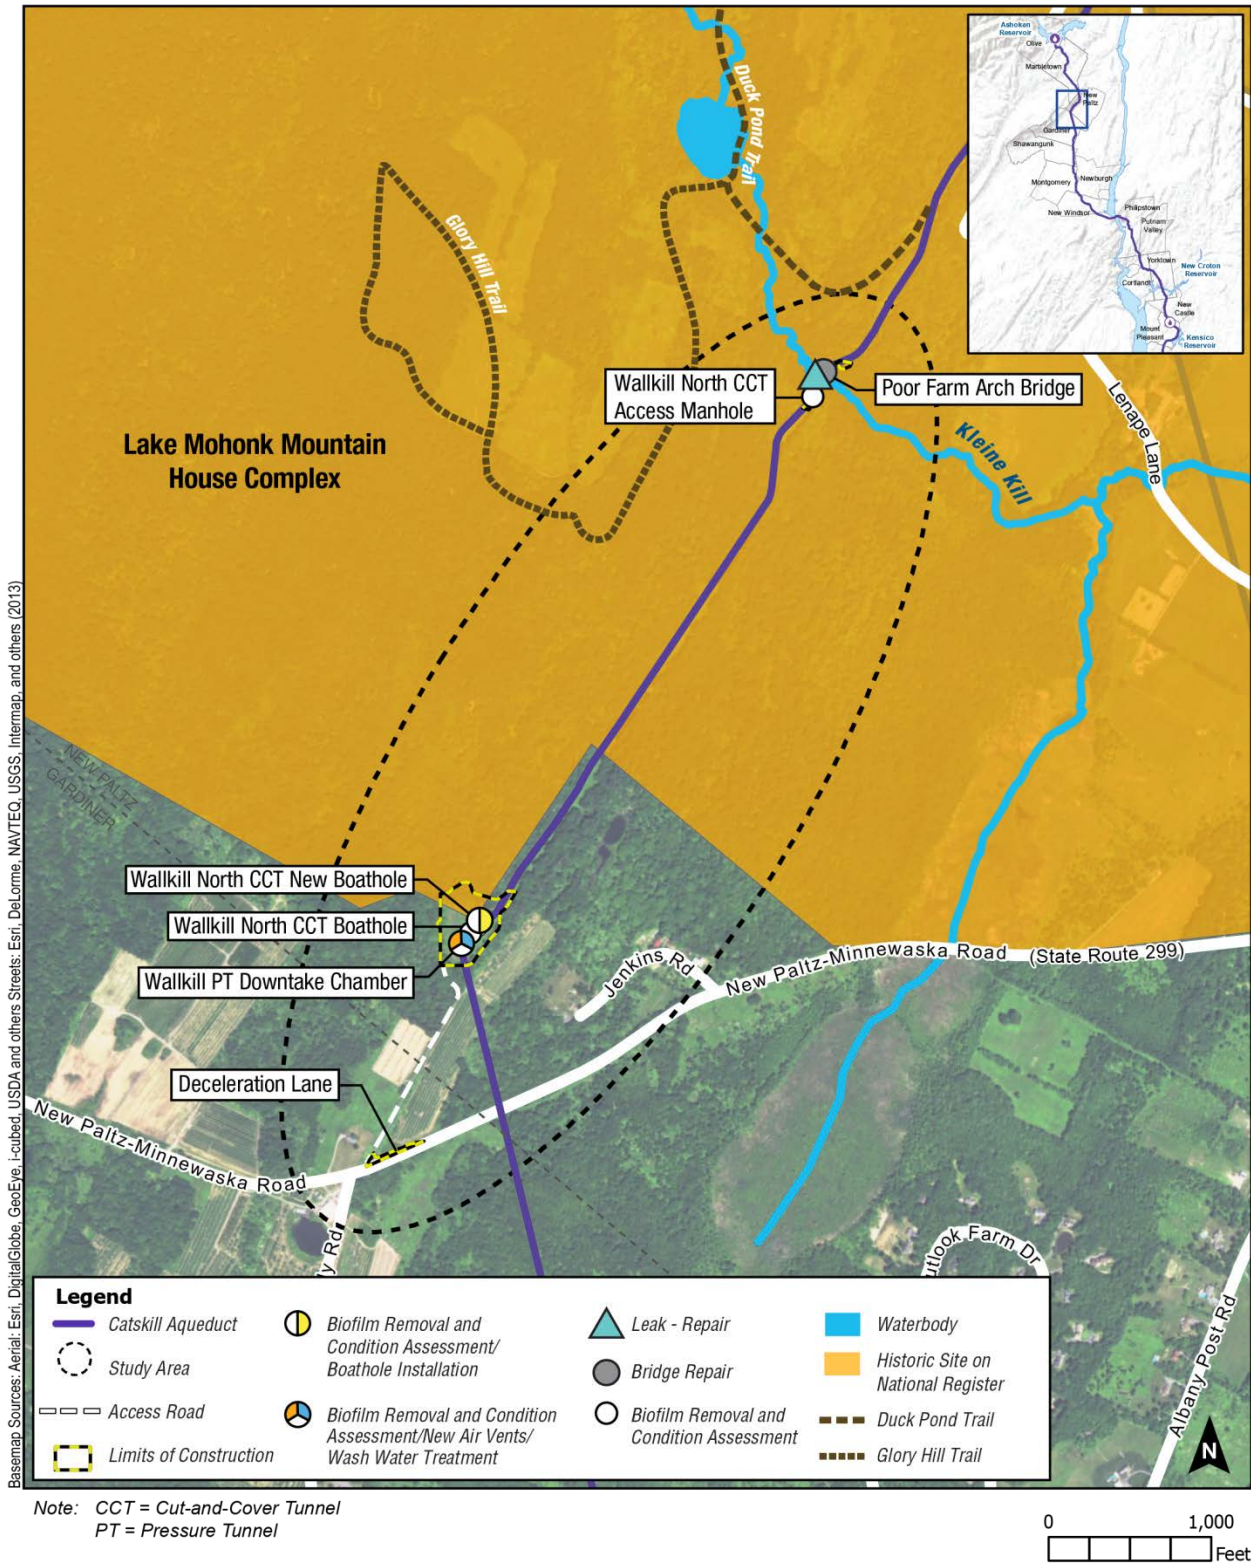 Duck Pond Trail
Glory Hill Trail
Ashokan
Reservoir
Olive
Marbletown
New
Paltz
Gardiner
Shawangunk
Montgomery
Newburgh
New Windsor
Philipstown
Putnam
Valley
Yorktown
Cortlandt
New Croton
Reservoir
New
Castle
Mount
Pleasant
Kensico
Reservoir
Wallkill North CCT
Access Manhole
Poor Farm Arch Bridge
Lenape Lane
Kleine Kill
Lake Mohonk Mountain
House Complex
NEW PALTZ
GARDINER
Wallkill North CCT New Boathole
Wallkill North CCT Boathole
Wallkill PT Downtake Chamber
Jenkins Rd
New Paltz-Minnewaska Road (State Route 299)
Deceleration Lane
New Paltz-Minnewaska Road
ly Rd
utlook Farm Dr
Albany Post Rd
Basemap Sources: Aerial: Esri, DigitalGlobe, GeoEye, i-cubed, USDA and others Streets: Esri, DeLorme, NAVTEQ, USGS, Intermap, and others (2013)
Legend
Catskill Aqueduct
Study Area
Access Road
Limits of Construction
Biofilm Removal and
Condition Assessment/
Boathole Installation
Biofilm Removal and Condition
Assessment/New Air Vents/
Wash Water Treatment
Leak - Repair
Bridge Repair
Biofilm Removal and
Condition Assessment
Waterbody
Historic Site on
National Register
Duck Pond Trail
Glory Hill Trail
N
Note: CCT = Cut-and-Cover Tunnel
PT = Pressure Tunnel
0 1,000
Feet